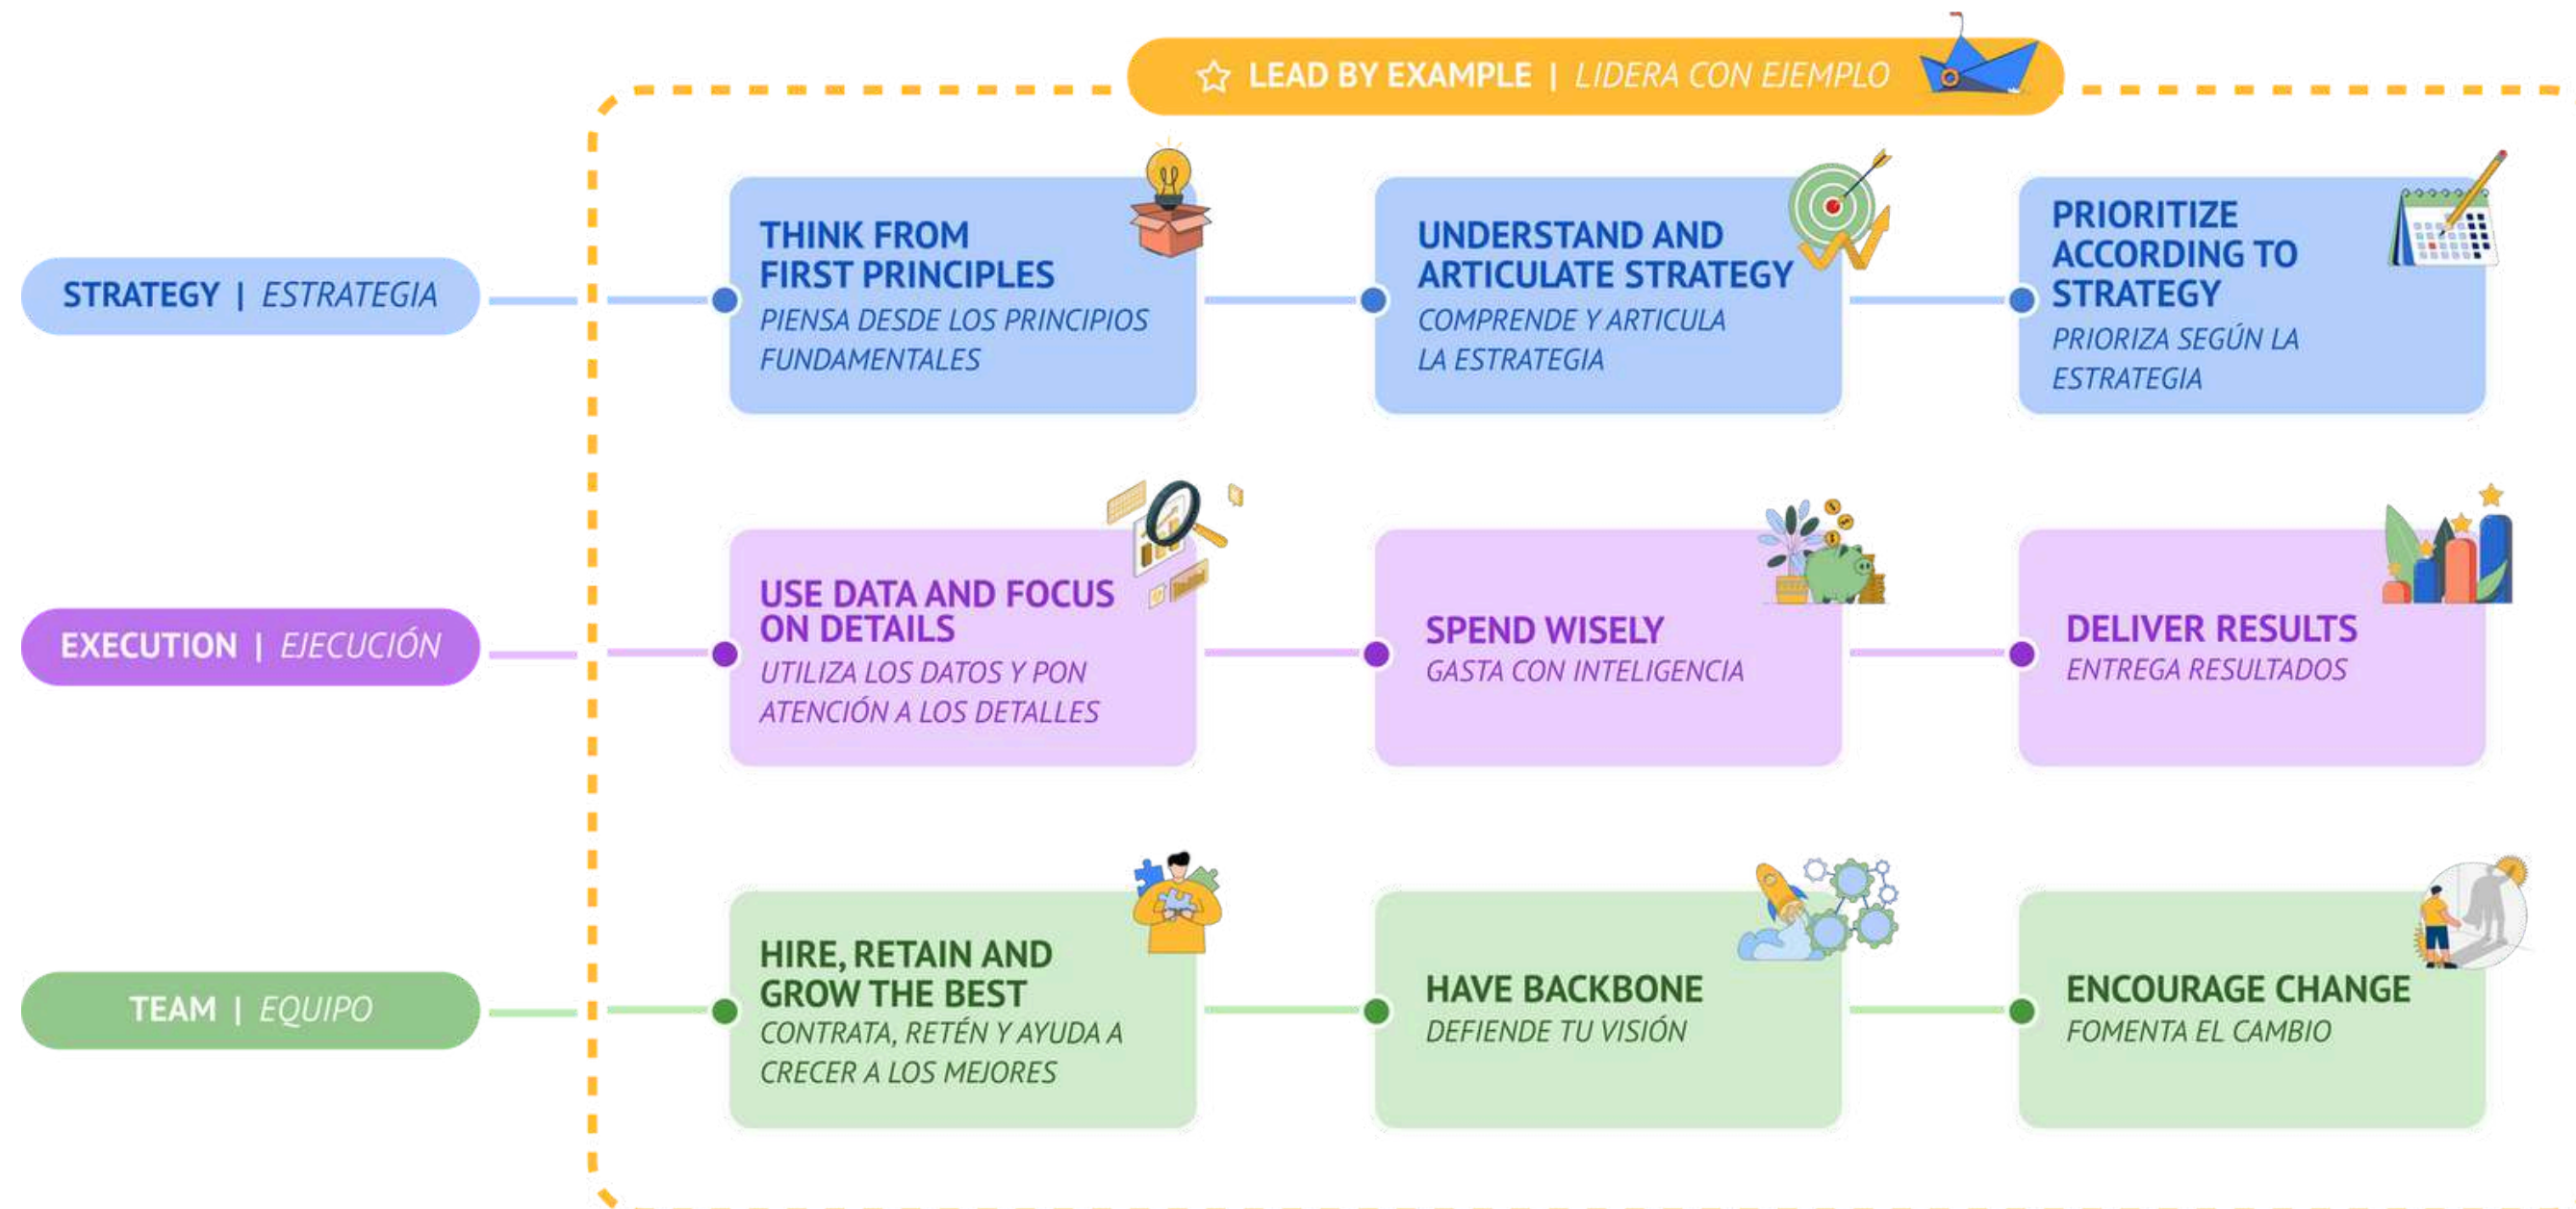 LEAD BY EXAMPLE | LIDERA CON EJEMPLO
STRATEGY | ESTRATEGIA
THINK FROM
FIRST PRINCIPLES
PIENSA DESDE LOS PRINCIPIOS
FUNDAMENTALES
UNDERSTAND AND
ARTICULATE STRATEGY
COMPRENDE Y ARTICULA
LA ESTRATEGIA
PRIORITIZE
ACCORDING TO
STRATEGY
PRIORIZA SEGÚN LA
ESTRATEGIA
EXECUTION | EJECUCIÓN
USE DATA AND FOCUS
ON DETAILS
UTILIZA LOS DATOS Y PON
ATENCIÓN A LOS DETALLES
SPEND WISELY
GASTA CON INTELIGENCIA
DELIVER RESULTS
ENTREGA RESULTADOS
TEAM | EQUIPO
HIRE, RETAIN AND
GROW THE BEST
CONTRATA, RETÉN Y AYUDA A
CRECER A LOS MEJORES
HAVE BACKBONE
DEFIENDE TU VISIÓN
ENCOURAGE CHANGE
FOMENTA EL CAMBIO